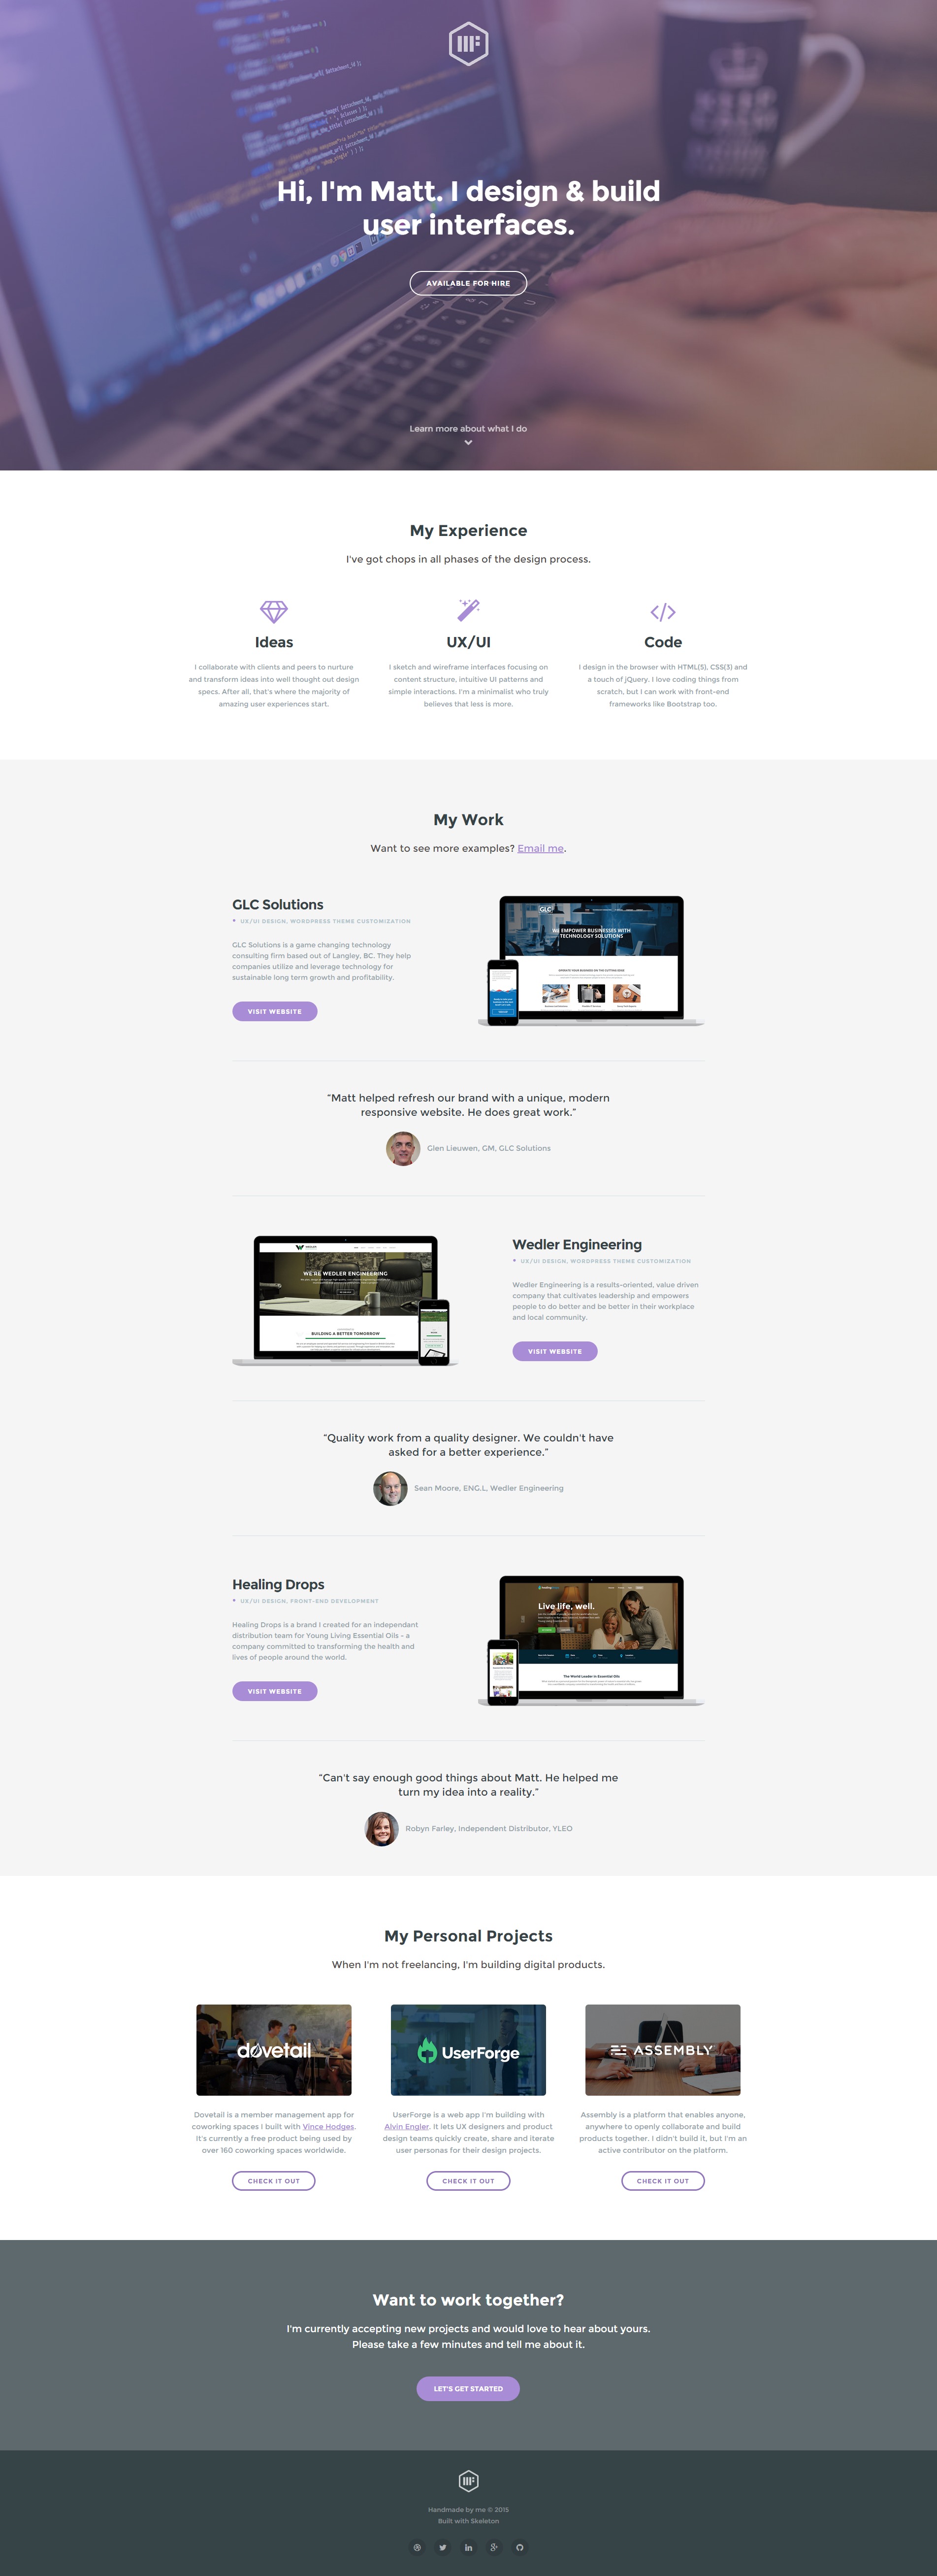 Hi, I'm Matt. I design & build
user interfaces.
AVAILABLE FOR HIRE
Learn more about what I do
My Experience
I've got chops in all phases of the design process.
Ideas
I collaborate with clients and peers to nurture
and transform ideas into well thought out design
specs. After all, that's where the majority of
amazing user experiences start.
UX/UI
I sketch and wireframe interfaces focusing on
content structure, intuitive UI patterns and
simple interactions. I'm a minimalist who truly
believes that less is more.
Code
I design in the browser with HTML(5), CSS(3) and
a touch of jQuery. I love coding things from
scratch, but I can work with front-end
frameworks like Bootstrap too.
My Work
Want to see more examples? Email me.
GLC Solutions
UX/UI DESIGN, WORDPRESS THEME CUSTOMIZATION
GLC Solutions is a game changing technology
consulting firm based out of Langley, BC. They help
companies utilize and leverage technology for
sustainable long term growth and profitability.
VISIT WEBSITE
GLC
WE EMPOWER BUSINESSES WITH
TECHNOLOGY SOLUTIONS
“Matt helped refresh our brand with a unique, modern
responsive website. He does great work.”
Glen Lieuwen, GM, GLC Solutions
WE'RE WEDLER ENGINEERING
BUILDING A BETTER TOMORROW
Wedler Engineering
UX/UI DESIGN, WORDPRESS THEME CUSTOMIZATION
Wedler Engineering is a results-oriented, value driven
company that cultivates leadership and empowers
people to do better and be better in their workplace
and local community.
VISIT WEBSITE
“Quality work from a quality designer. We couldn't have
asked for a better experience.”
Sean Moore, ENG.L, Wedler Engineering
Healing Drops
UX/UI DESIGN, FRONT-END DEVELOPMENT
Healing Drops is a brand I created for an independant
distribution team for Young Living Essential Oils - a
company committed to transforming the health and
lives of people around the world.
VISIT WEBSITE
Live life, well.
The World Leader in Essential Oils
“Can't say enough good things about Matt. He helped me
turn my idea into a reality.”
Robyn Farley, Independent Distributor, YLEO
My Personal Projects
When I'm not freelancing, I'm building digital products.
dovetail
Dovetail is a member management app for
coworking spaces I built with Vince Hodges.
It's currently a free product being used by
over 160 coworking spaces worldwide.
CHECK IT OUT
UserForge
UserForge is a web app I'm building with
Alvin Engler. It lets UX designers and product
design teams quickly create, share and iterate
user personas for their design projects.
CHECK IT OUT
ASSEMBLY
Assembly is a platform that enables anyone,
anywhere to openly collaborate and build
products together. I didn't build it, but I'm an
active contributor on the platform.
CHECK IT OUT
Want to work together?
I'm currently accepting new projects and would love to hear about yours.
Please take a few minutes and tell me about it.
LET'S GET STARTED
Handmade by me © 2015
Built with Skeleton